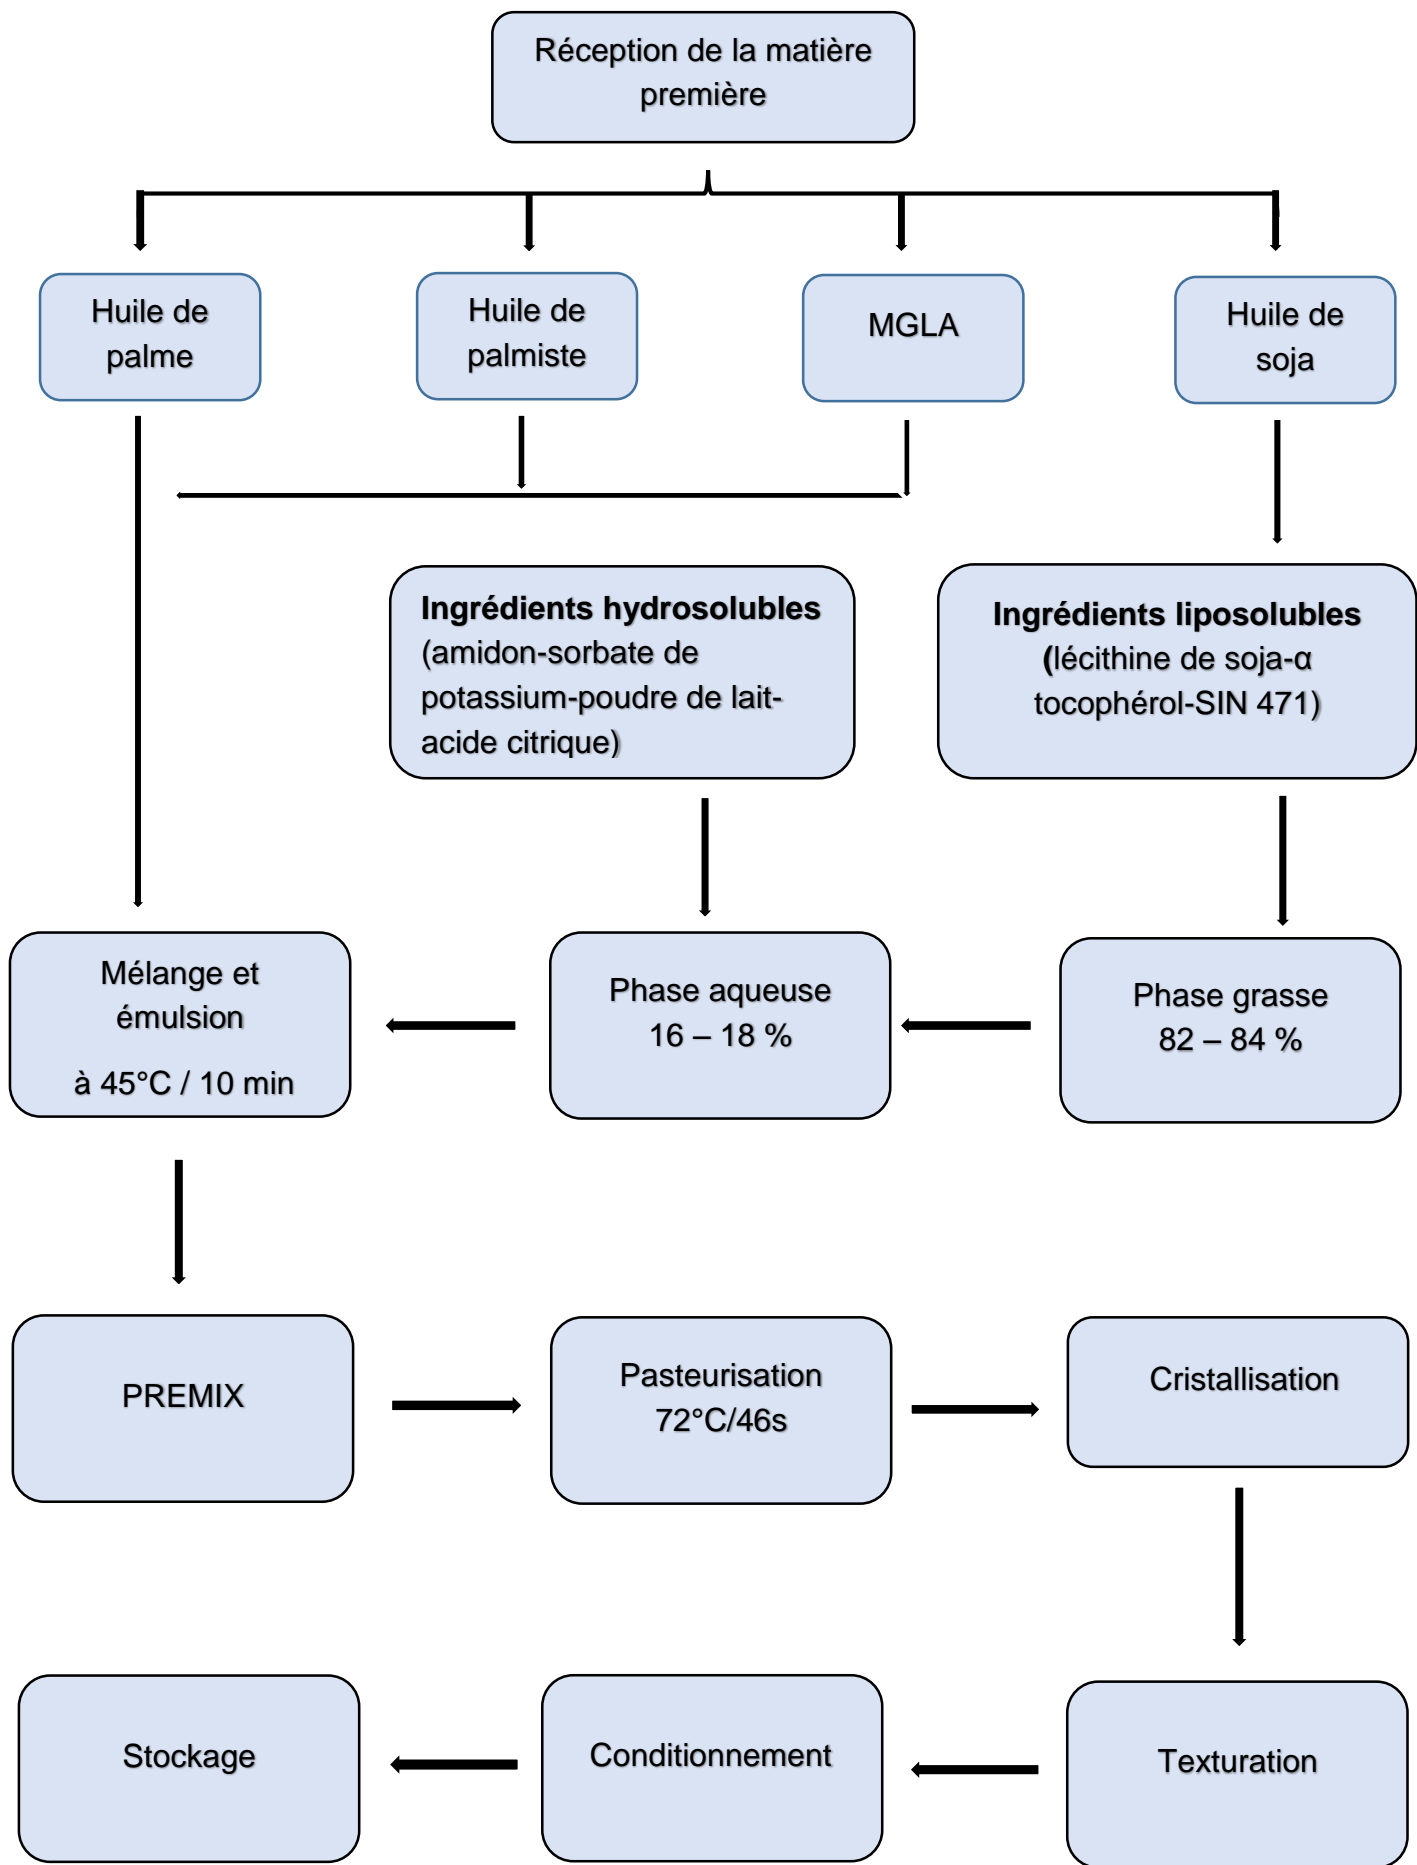 Réception de la matière
première
Huile de
palme
Huile de
palmiste
MGLA
Huile de
soja
Ingrédients hydrosolubles
(amidon-sorbate de
potassium-poudre de lait-
acide citrique)
Ingrédients liposolubles
(lécithine de soja-α
tocophérol-SIN 471)
Mélange et
émulsion
à 45°C / 10 min
Phase aqueuse
16 – 18 %
Phase grasse
82 – 84 %
PREMIX
Pasteurisation
72°C/46s
Cristallisation
Stockage
Conditionnement
Texturation